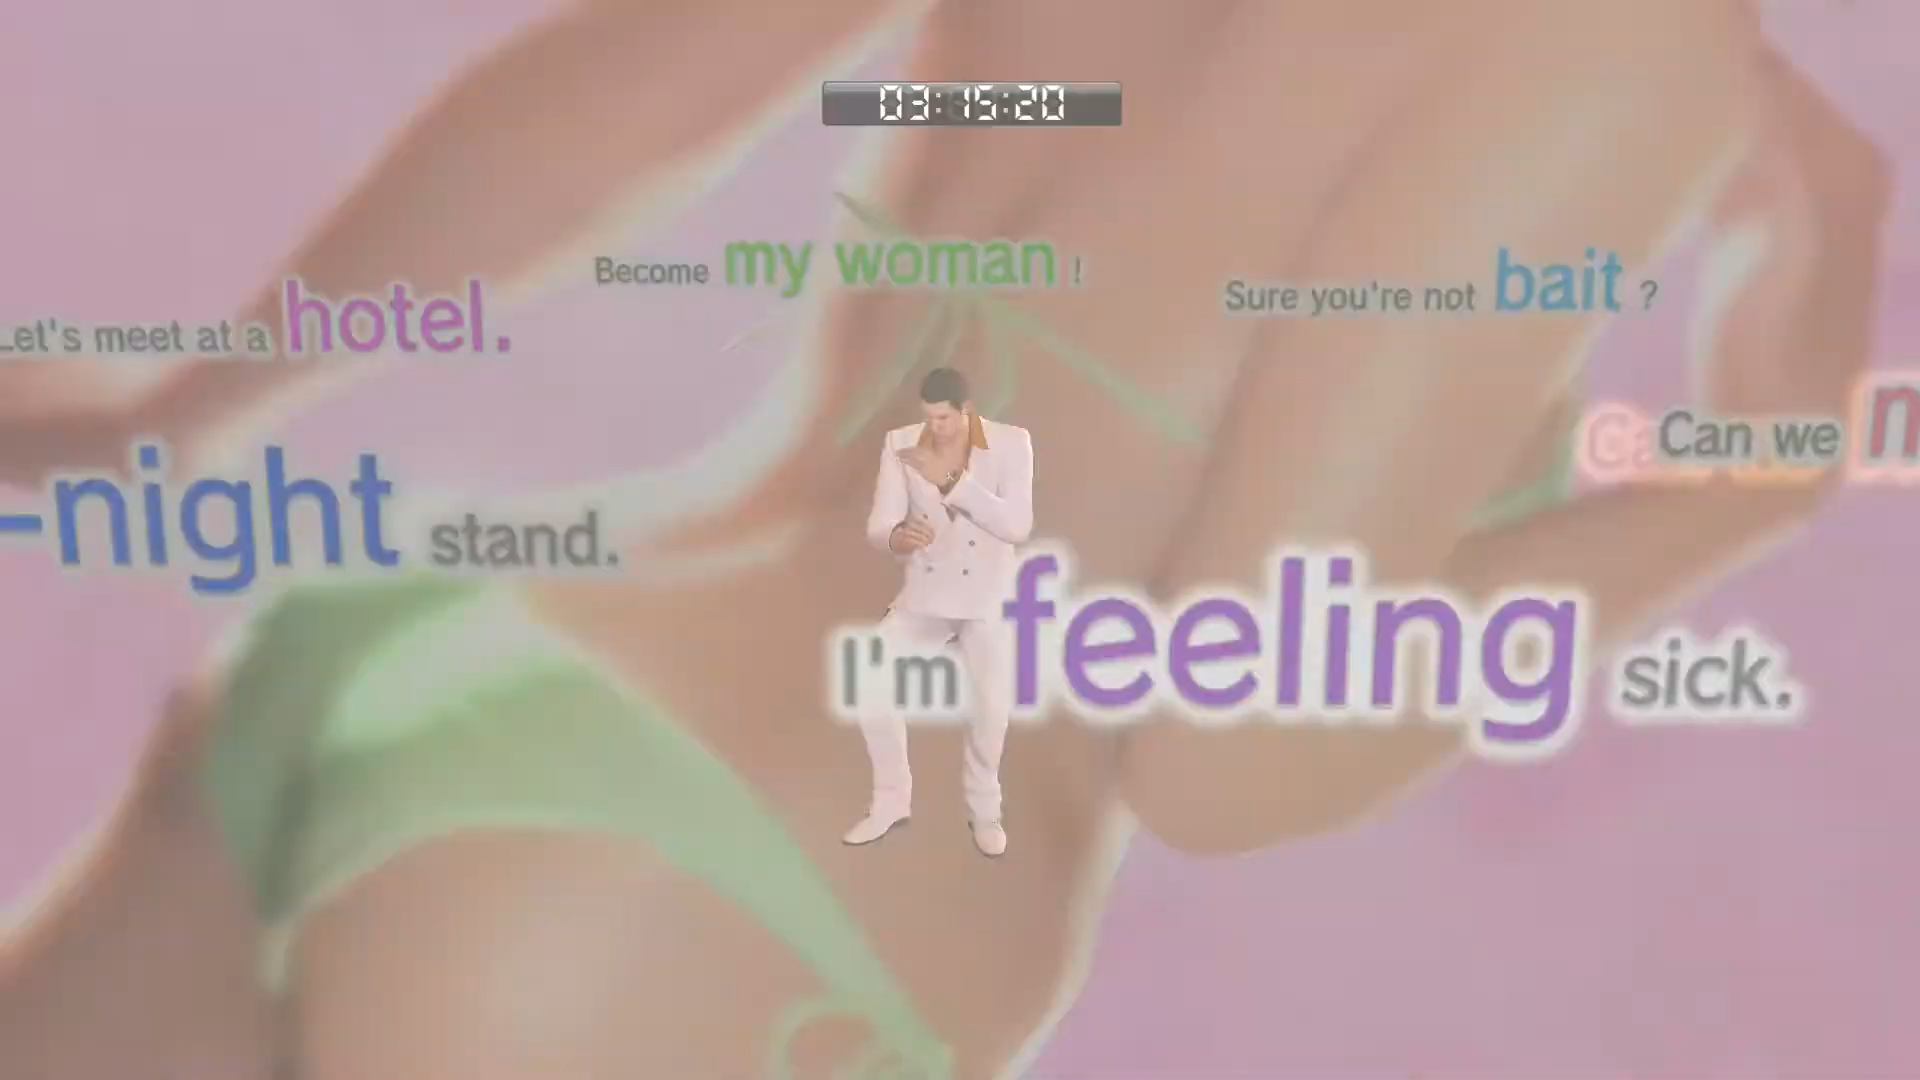 03:15:20
Become my woman !
Sure you're not bait ?
Let's meet at a hotel.
Can we
-night stand.
I'm feeling sick.